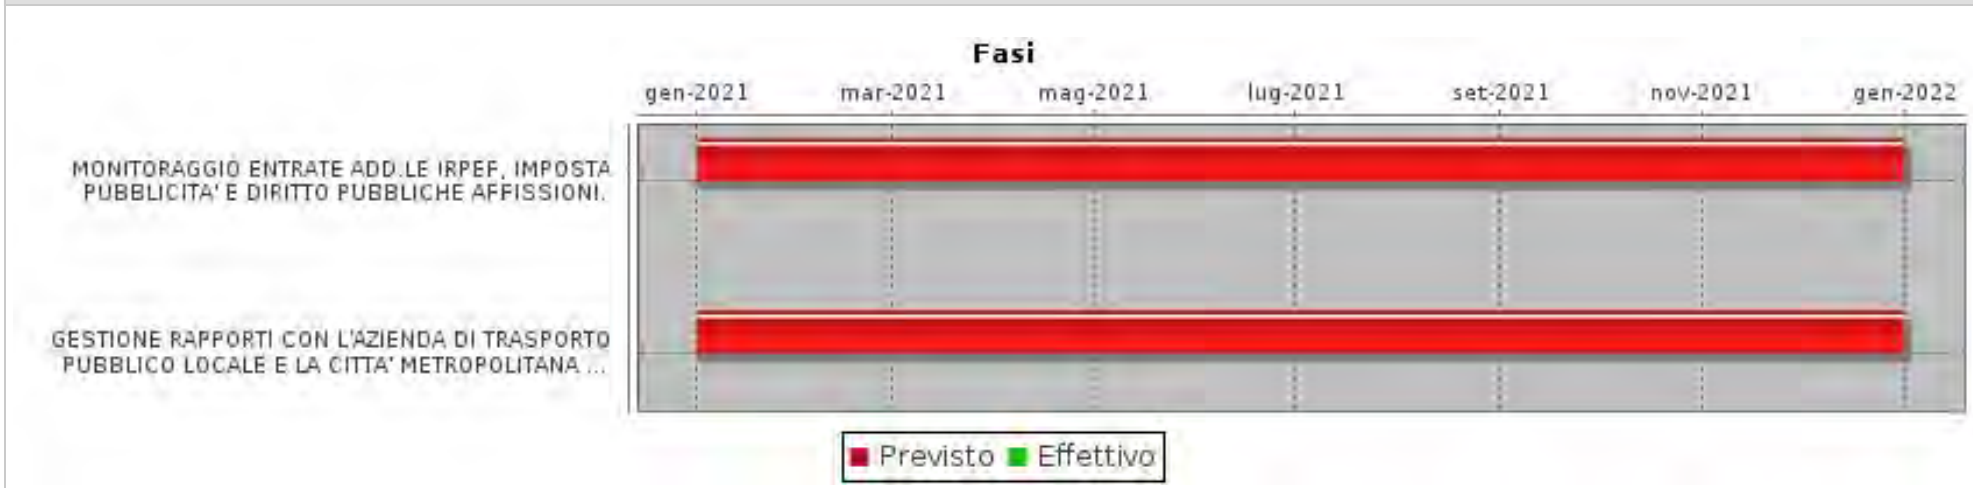 Fasi
gen-2021 mar-2021 mag-2021 lug-2021 set-2021 nov-2021 gen-2022
MONITORAGGIO ENTRATE ADD.LE IRPEF, IMPOSTA
PUBBLICITA' E DIRITTO PUBBLICHE AFFISSIONI.
GESTIONE RAPPORTI CON L'AZIENDA DI TRASPORTO
PUBBLICO LOCALE E LA CITTA' METROPOLITANA ...
Previsto Effettivo